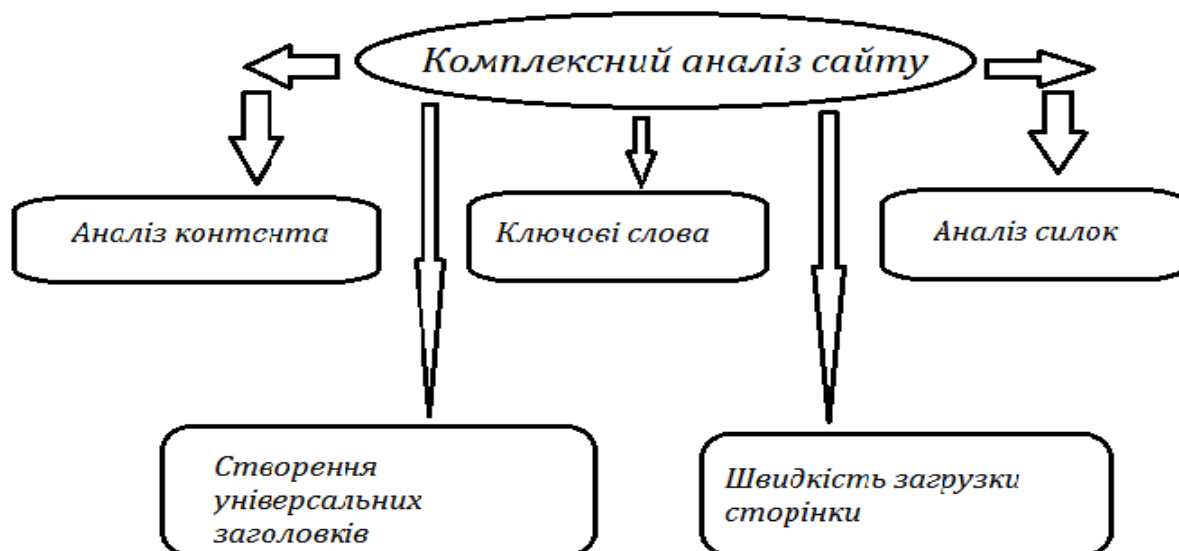 Комплексний аналіз сайту
Аналіз контента
Ключові слова
Аналіз силок
Створення
універсальних
заголовків
Швидкість загрузки
сторінки